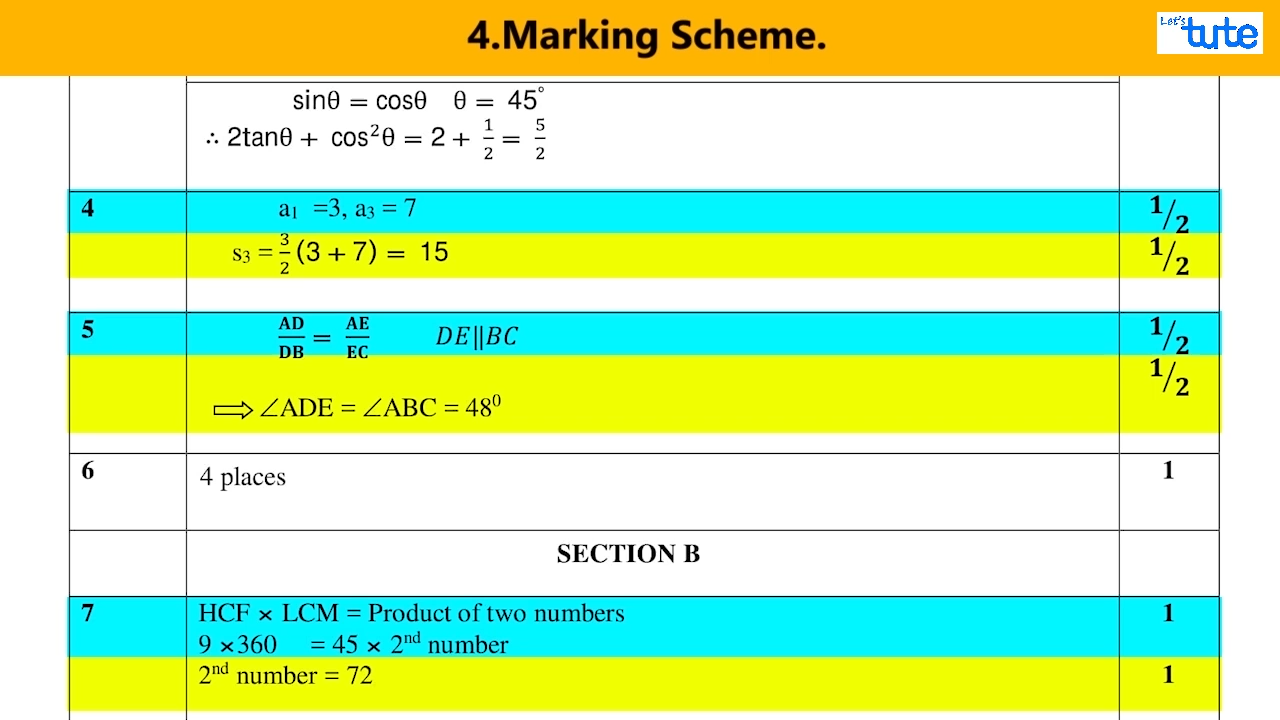 4.Marking Scheme.
Let's tute
sinθ = cosθ θ = 45°
∴ 2tanθ + cos²θ = 2 + 1/2 = 5/2
4 a₁ =3, a₃ = 7 1/2
s₃ = 3/2 (3 + 7) = 15 1/2
5 AD/DB = AE/EC DE||BC 1/2
1/2
⇨ ∠ADE = ∠ABC = 48⁰
6 4 places 1
SECTION B
7 HCF × LCM = Product of two numbers 1
9 ×360 = 45 × 2nd number
2nd number = 72 1